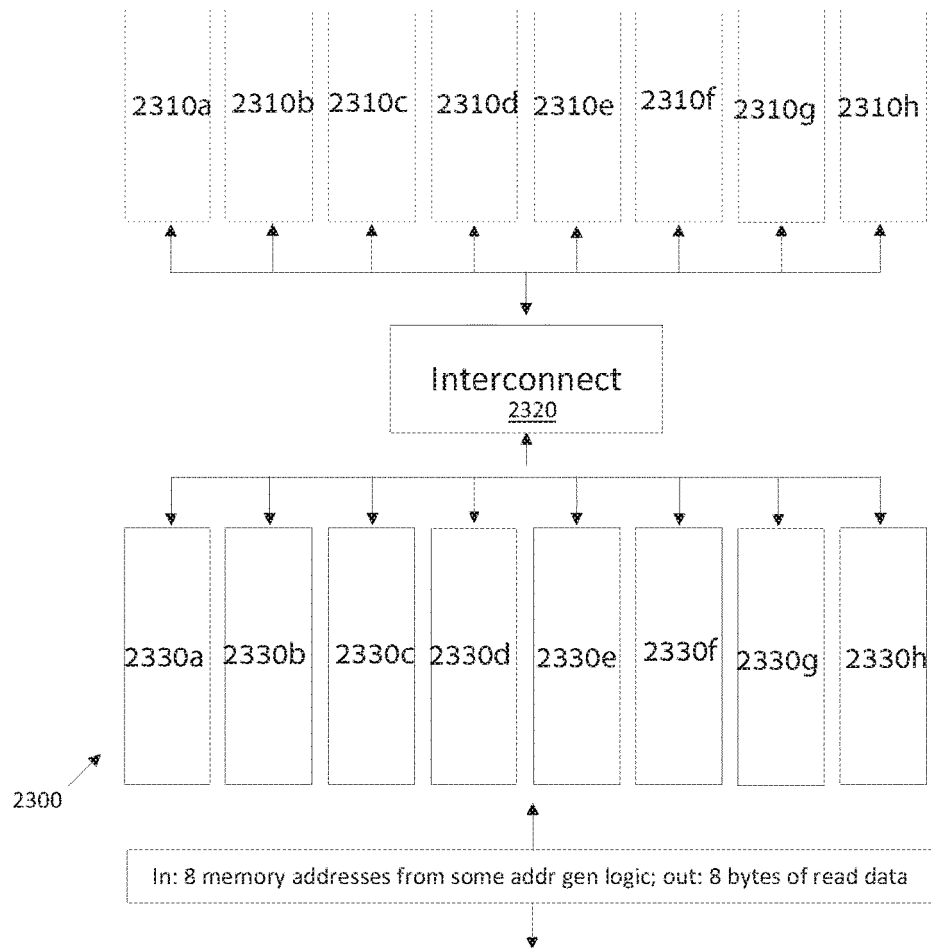 2310a 2310b 2310c 2310d 2310e 2310f 2310g 2310h
Interconnect
2320
2330a 2330b 2330c 2330d 2330e 2330f 2330g 2330h
2300
In: 8 memory addresses from some addr gen logic; out: 8 bytes of read data